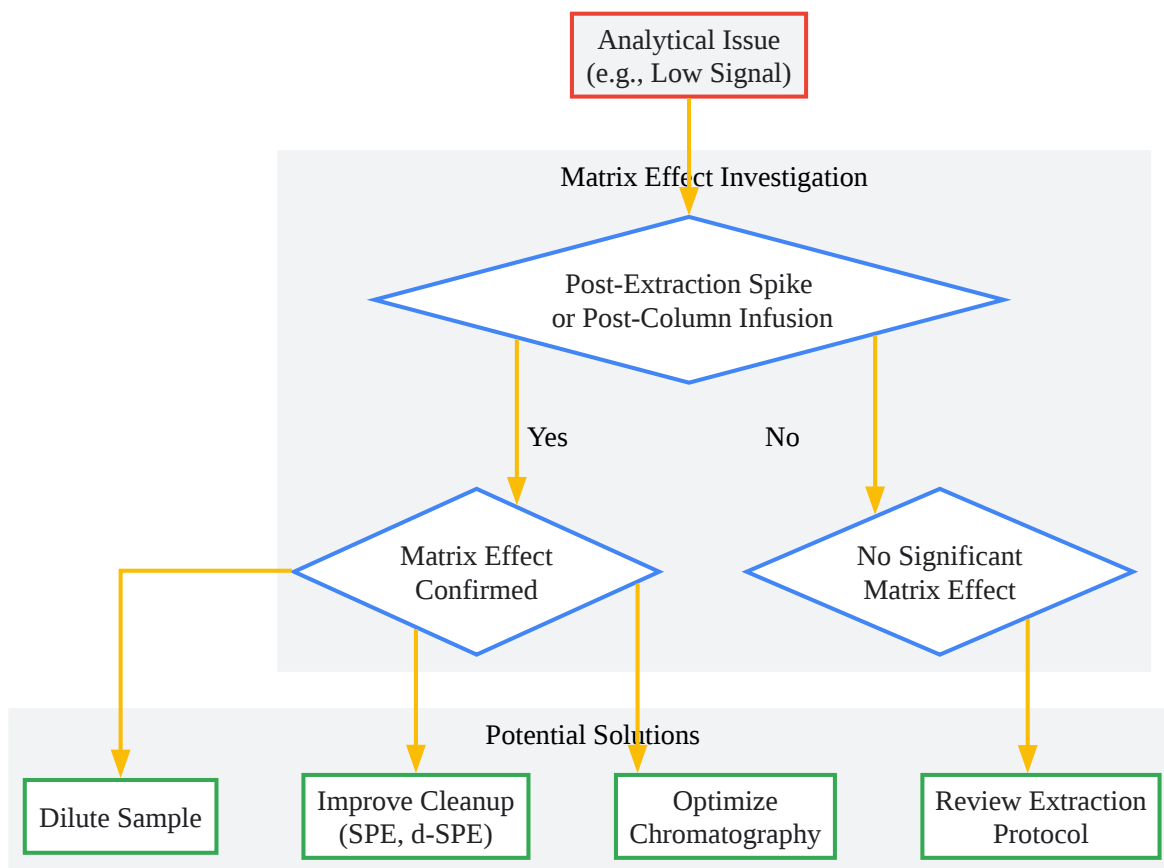 Analytical Issue
(e.g., Low Signal)
Matrix Effect Investigation
Post-Extraction Spike
or Post-Column Infusion
Yes
No
Matrix Effect
Confirmed
No Significant
Matrix Effect
Potential Solutions
Dilute Sample
Improve Cleanup
(SPE, d-SPE)
Optimize
Chromatography
Review Extraction
Protocol